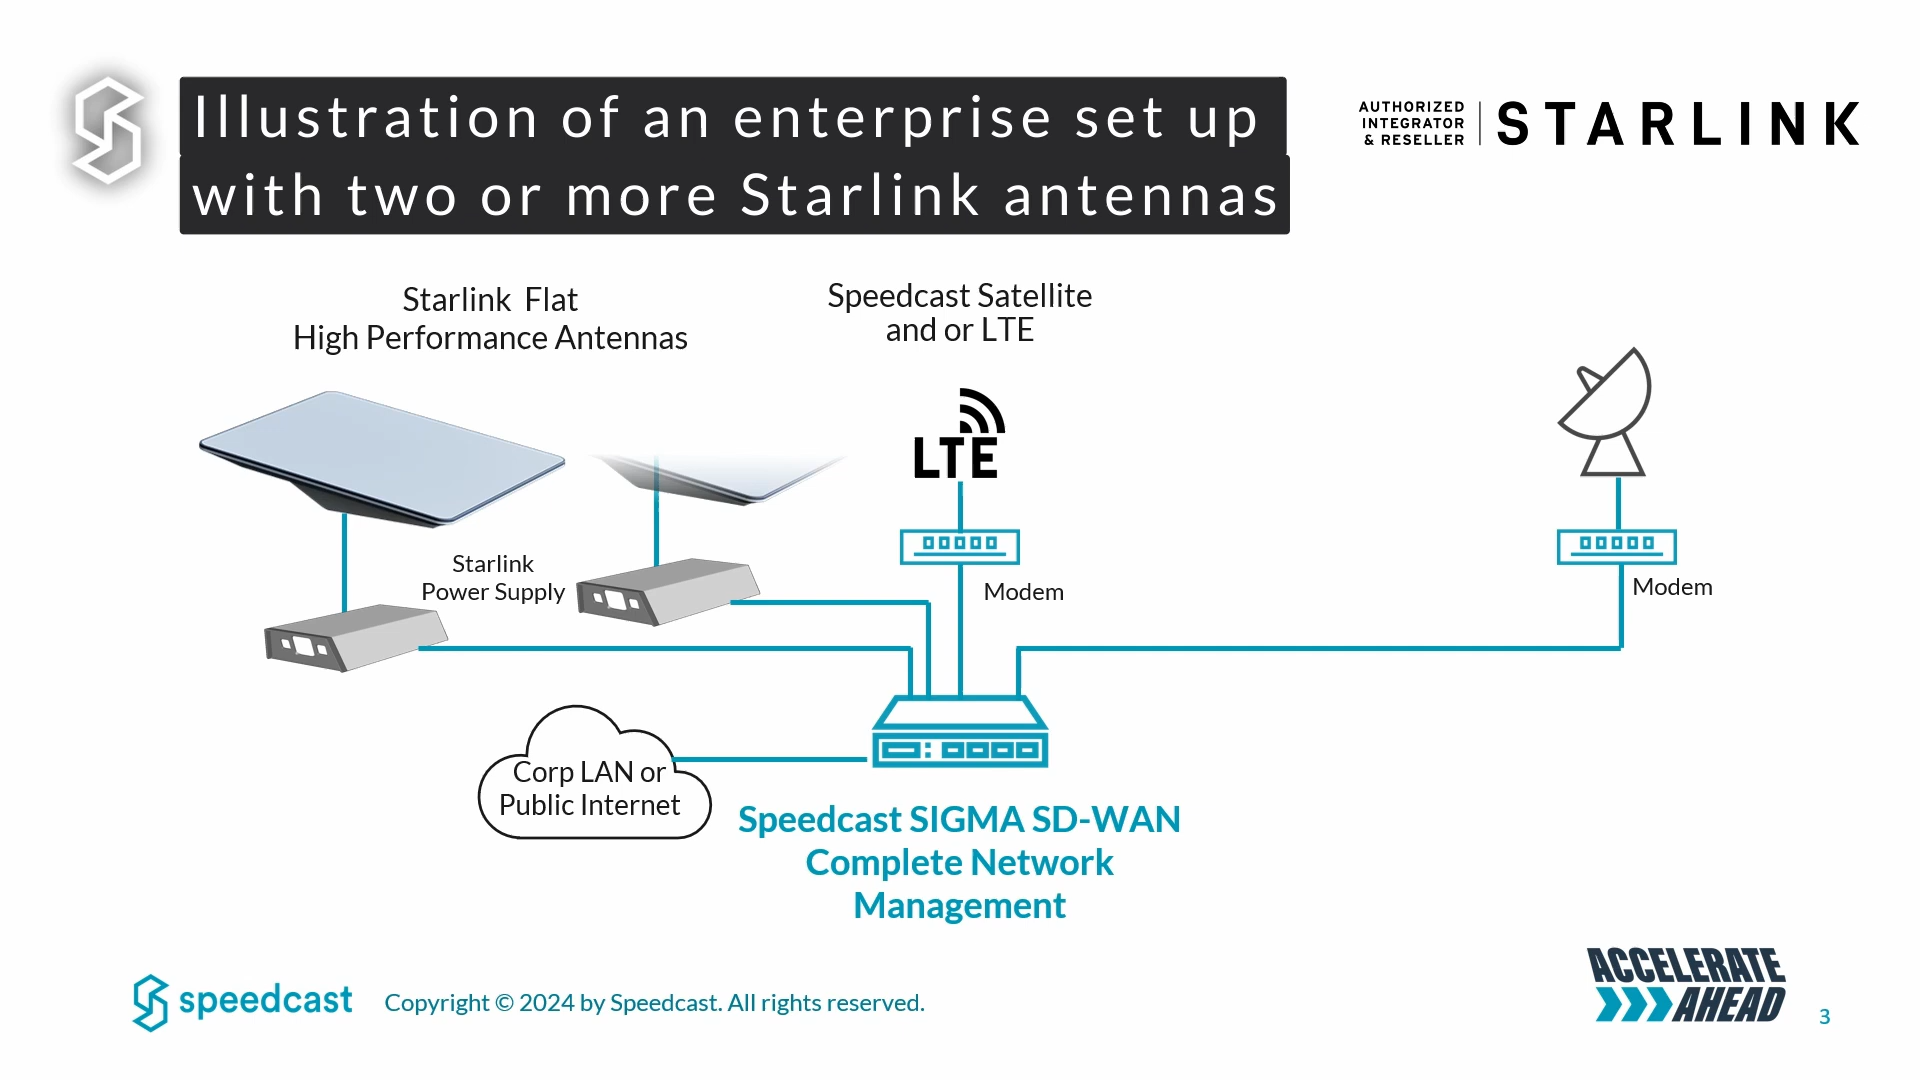 Illustration of an enterprise set up
with two or more Starlink antennas
AUTHORIZED
INTEGRATOR
& RESELLER
STARLINK
Starlink Flat
High Performance Antennas
Speedcast Satellite
and or LTE
LTE
Starlink
Power Supply
Modem
Modem
Corp LAN or
Public Internet
Speedcast SIGMA SD-WAN
Complete Network
Management
speedcast
Copyright © 2024 by Speedcast. All rights reserved.
ACCELERATE
AHEAD
3